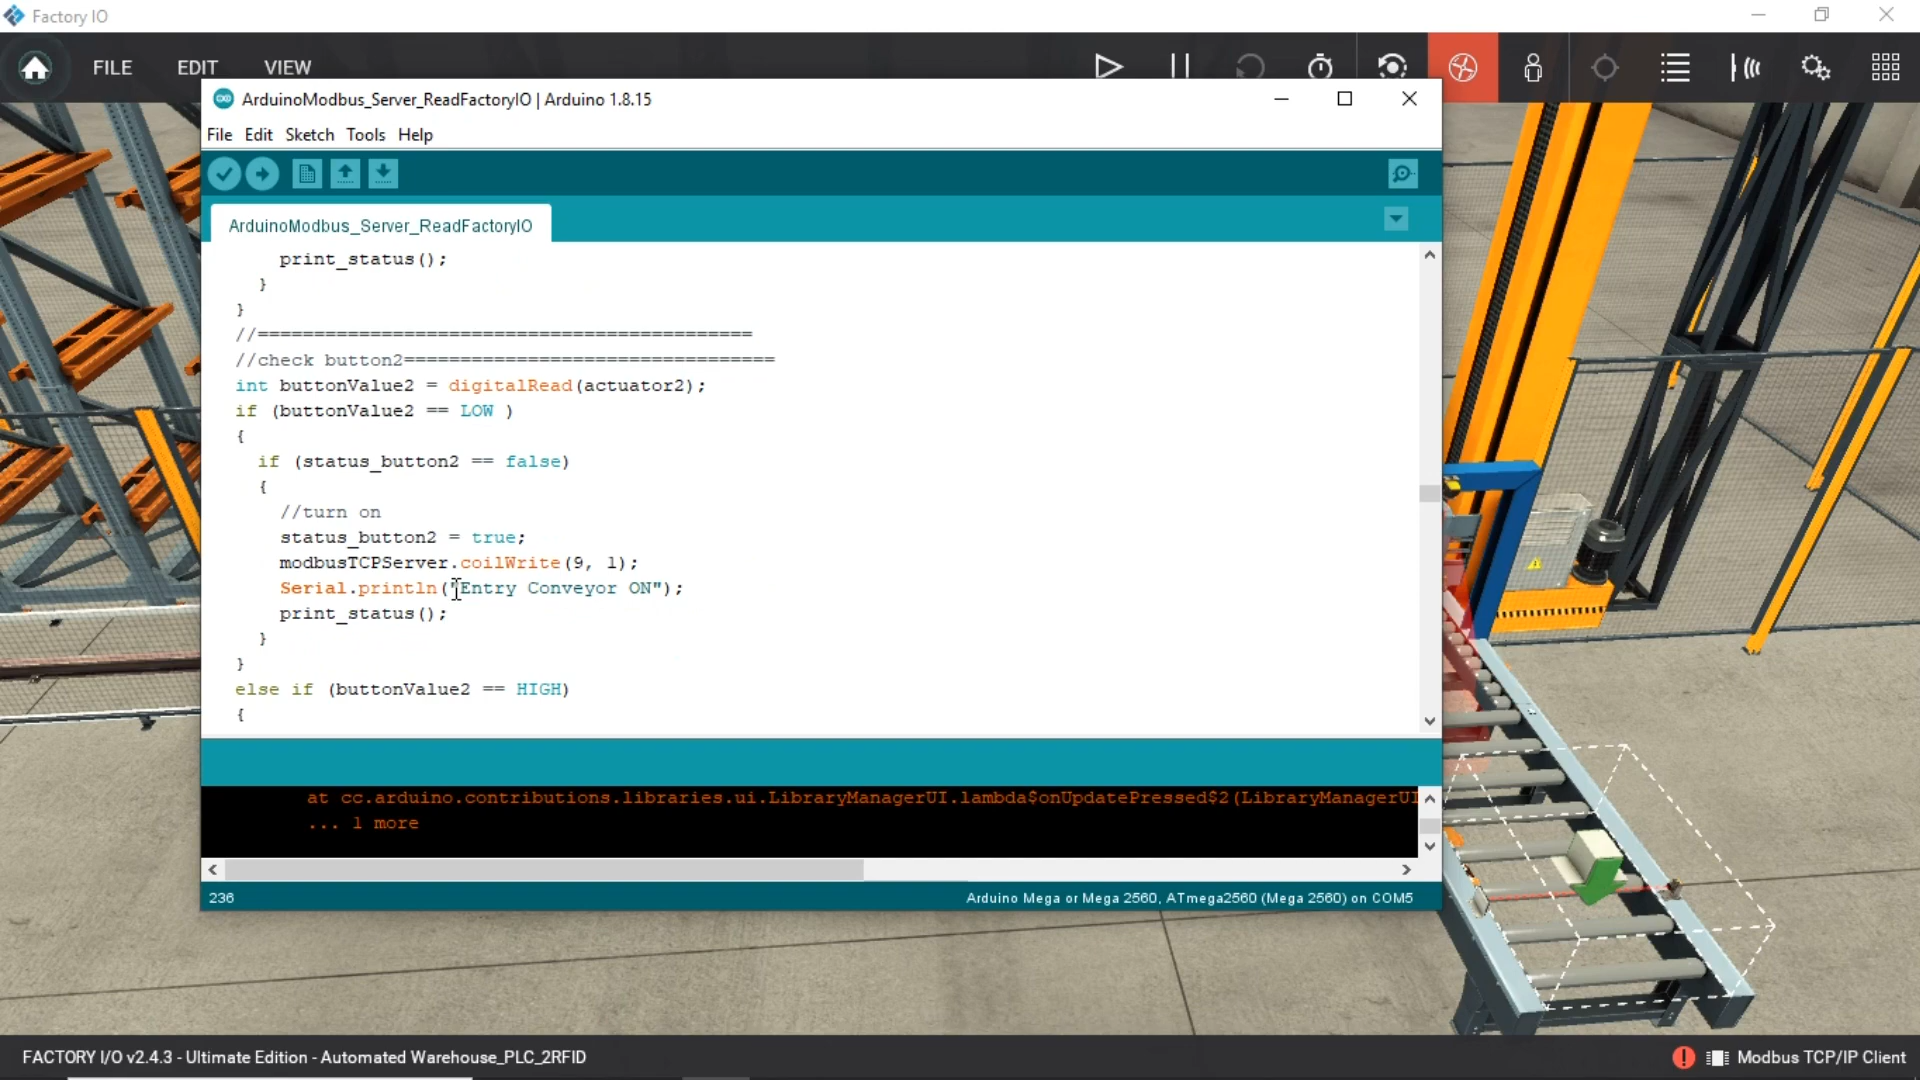 Factory IO
FILE EDIT VIEW
ArduinoModbus_Server_ReadFactoryIO | Arduino 1.8.15
File Edit Sketch Tools Help
ArduinoModbus_Server_ReadFactoryIO
print_status();
}
}
//============================================
//check button2=================================
int buttonValue2 = digitalRead(actuator2);
if (buttonValue2 == LOW )
{
if (status_button2 == false)
{
//turn on
status_button2 = true;
modbusTCPServer.coilWrite(9, 1);
Serial.println("Entry Conveyor ON");
print_status();
}
}
else if (buttonValue2 == HIGH)
{
at cc.arduino.contributions.libraries.ui.LibraryManagerUI.lambda$onUpdatePressed$2(LibraryManagerUI
... 1 more
236
Arduino Mega or Mega 2560, ATmega2560 (Mega 2560) on COM5
FACTORY I/O v2.4.3 - Ultimate Edition - Automated Warehouse_PLC_2RFID
Modbus TCP/IP Client